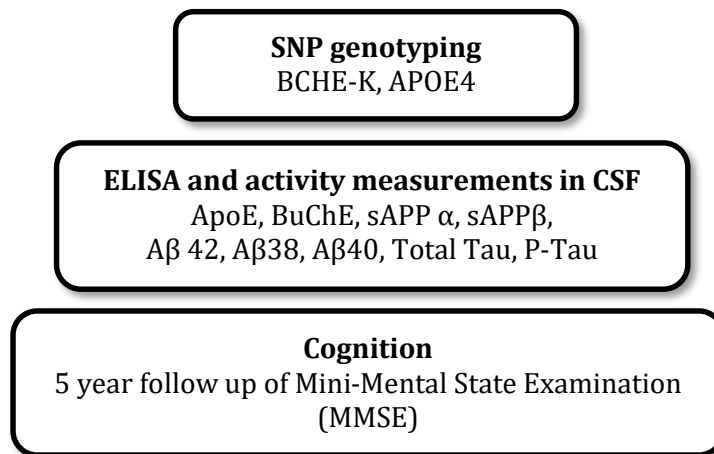 SNP genotyping
BCHE-K, APOE4
ELISA and activity measurements in CSF
ApoE, BuChE, sAPP α, sAPPβ,
Aβ 42, Aβ38, Aβ40, Total Tau, P-Tau
Cognition
5 year follow up of Mini-Mental State Examination
(MMSE)